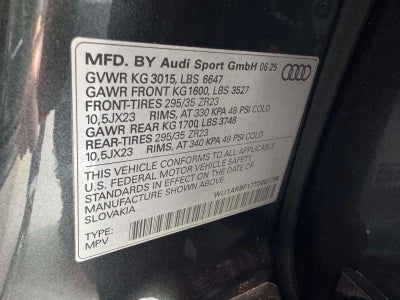 MFD. BY Audi Sport GmbH 06 25
GVWR KG 3015, LBS 6647
GAWR FRONT KG1600, LBS 3527
FRONT-TIRES 295/35 ZR23
10,5JX23 RIMS, AT 330 KPA 48 PSI COLD
GAWR REAR KG1700 LBS 3748
REAR-TIRES 295/35 ZR23
10,5JX23 RIMS, AT 340 KPA 49 PSI COLD
THIS VEHICLE CONFORMS TO ALL APPLICABLE
U.S. FEDERAL MOTOR VEHICLE SAFETY
STANDARDS IN EFFECT ON THE DATE OF
MANUFACTURE SHOWN ABOVE.
SLOVAKIA
TYPE:
MPV